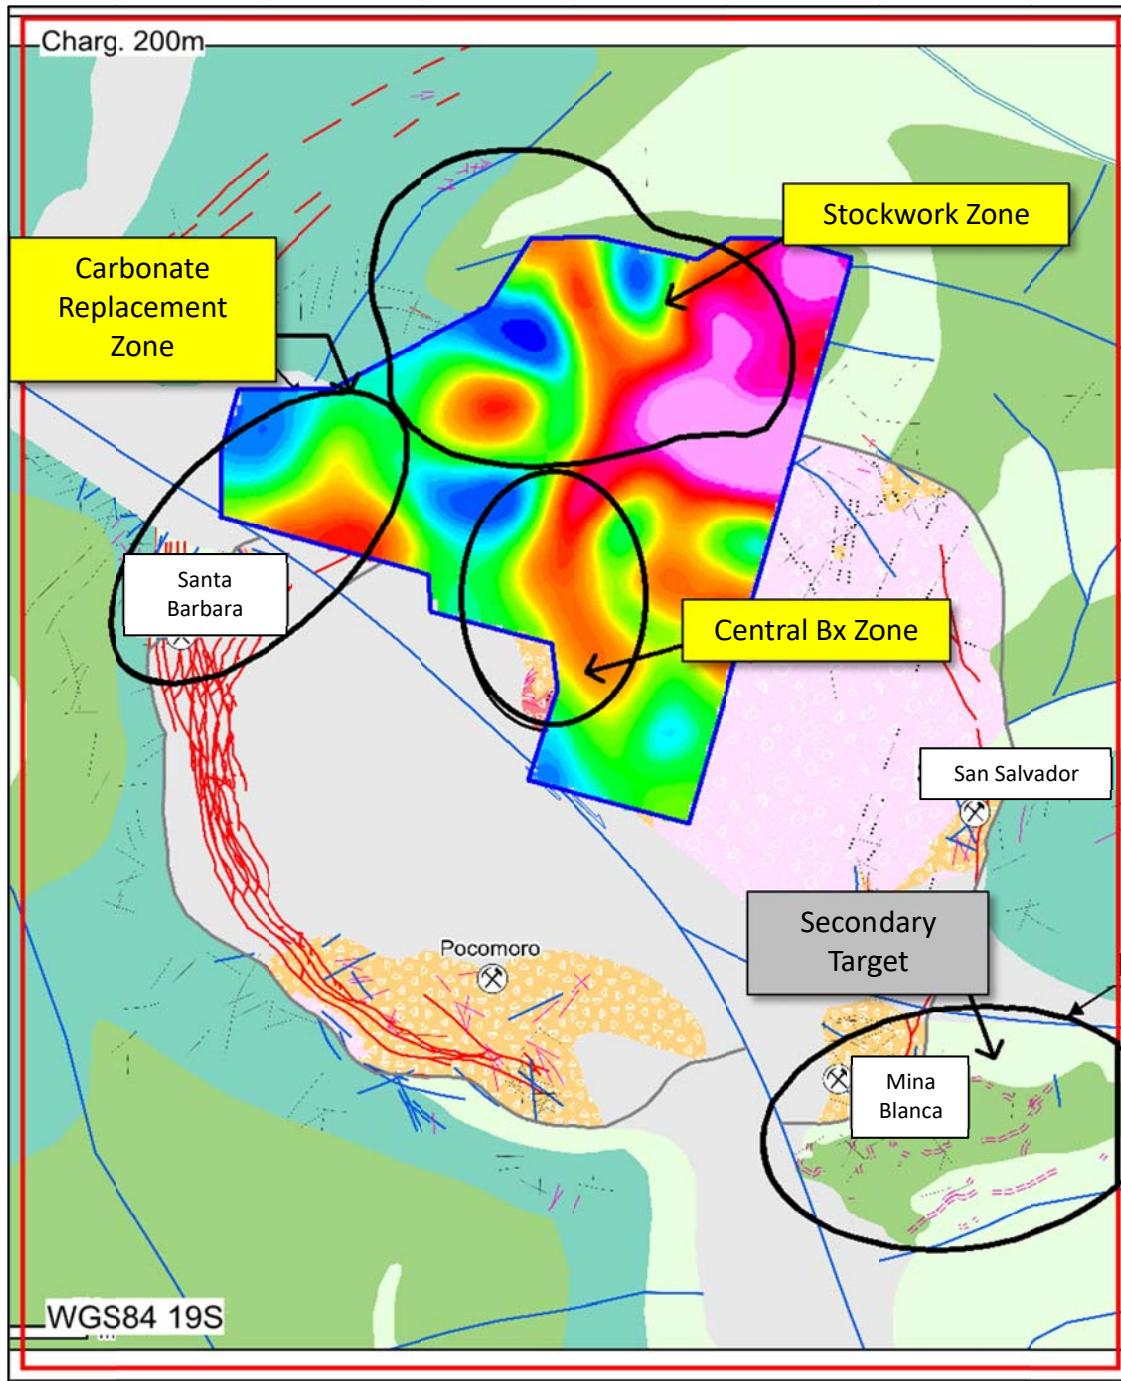 Charg. 200m
Stockwork Zone
Carbonate
Replacement
Zone
Santa
Barbara
Central Bx Zone
San Salvador
Secondary
Target
Pocomoro
Mina
Blanca
WGS84 19S